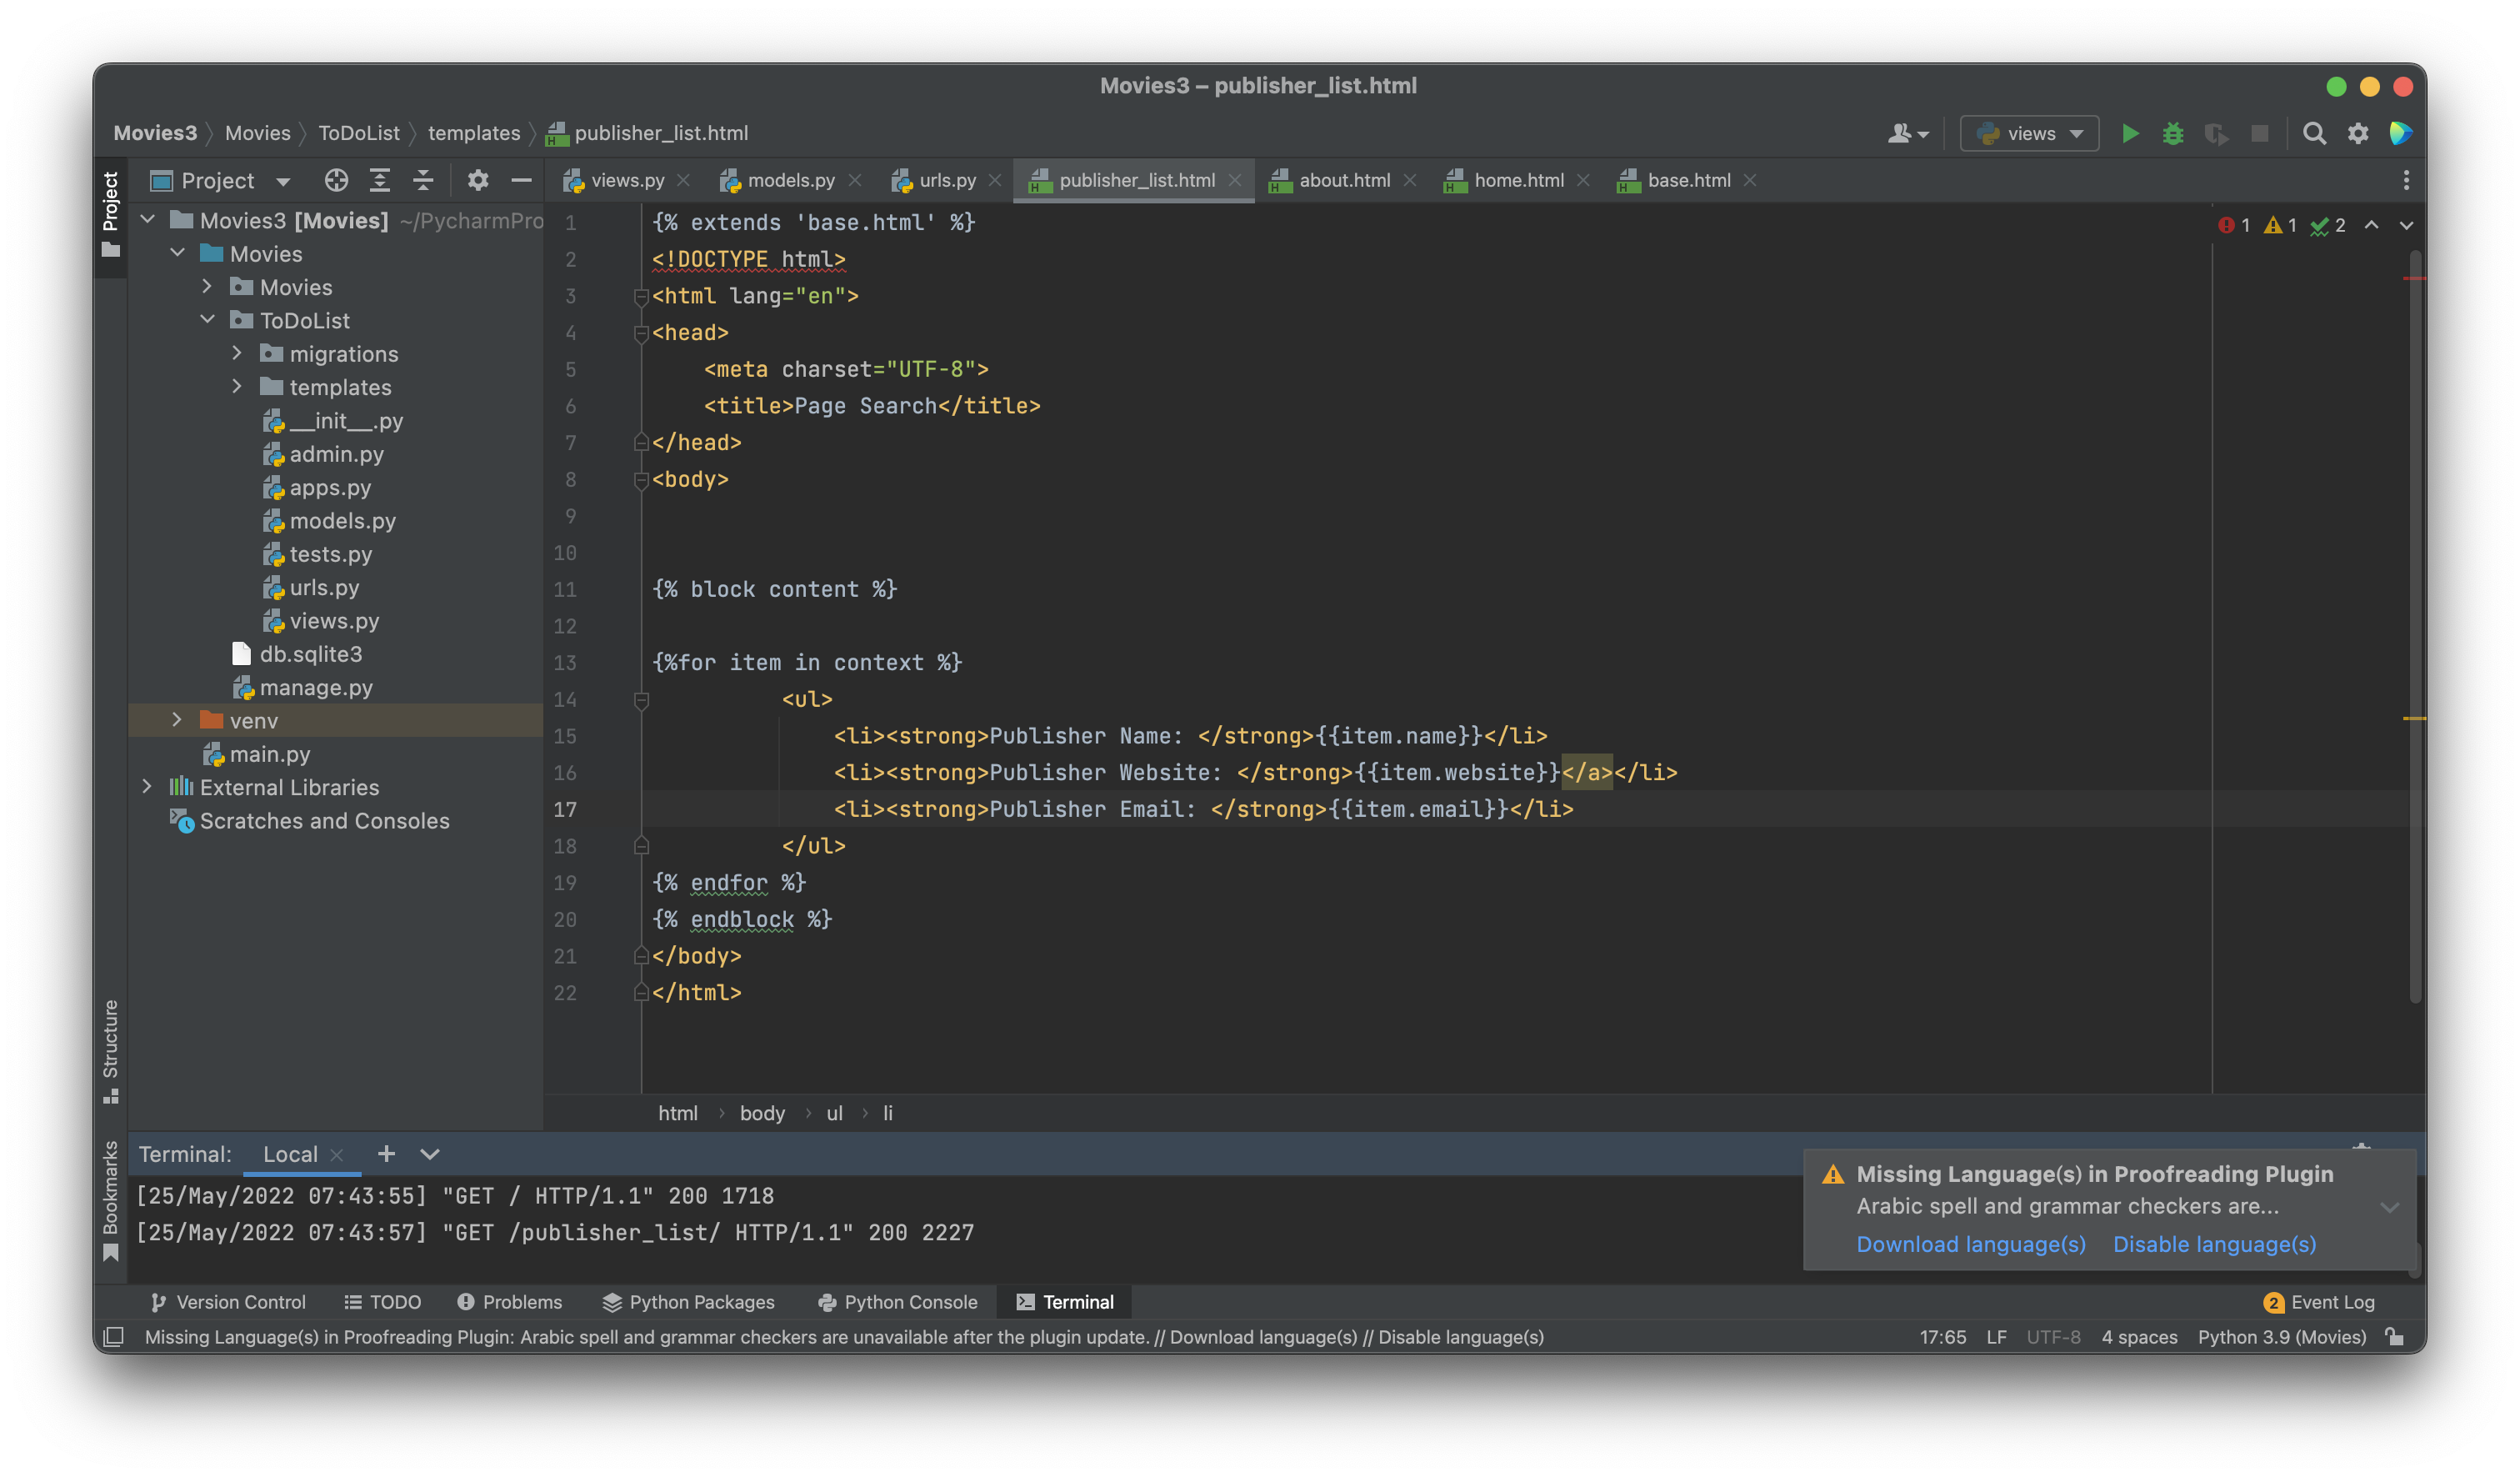 Movies3 – publisher_list.html
Movies3 Movies ToDoList templates publisher_list.html
views
Project
Project
views.py models.py urls.py publisher_list.html about.html home.html base.html
Movies3 [Movies] ~/PycharmPro
Movies
Movies
ToDoList
migrations
templates
__init__.py
admin.py
apps.py
models.py
tests.py
urls.py
views.py
db.sqlite3
manage.py
venv
main.py
External Libraries
Scratches and Consoles
1 1 2
1 {% extends 'base.html' %}
2 <!DOCTYPE html>
3 <html lang="en">
4 <head>
5     <meta charset="UTF-8">
6     <title>Page Search</title>
7 </head>
8 <body>
9
10
11 {% block content %}
12
13 {%for item in context %}
14           <ul>
15               <li><strong>Publisher Name: </strong>{{item.name}}</li>
16               <li><strong>Publisher Website: </strong>{{item.website}}</a></li>
17               <li><strong>Publisher Email: </strong>{{item.email}}</li>
18           </ul>
19 {% endfor %}
20 {% endblock %}
21 </body>
22 </html>
html body ul li
Structure
Bookmarks
Terminal: Local
[25/May/2022 07:43:55] "GET / HTTP/1.1" 200 1718
[25/May/2022 07:43:57] "GET /publisher_list/ HTTP/1.1" 200 2227
Missing Language(s) in Proofreading Plugin
Arabic spell and grammar checkers are...
Download language(s) Disable language(s)
Version Control TODO Problems Python Packages Python Console Terminal 2 Event Log
Missing Language(s) in Proofreading Plugin: Arabic spell and grammar checkers are unavailable after the plugin update. // Download language(s) // Disable language(s) 17:65 LF UTF-8 4 spaces Python 3.9 (Movies)